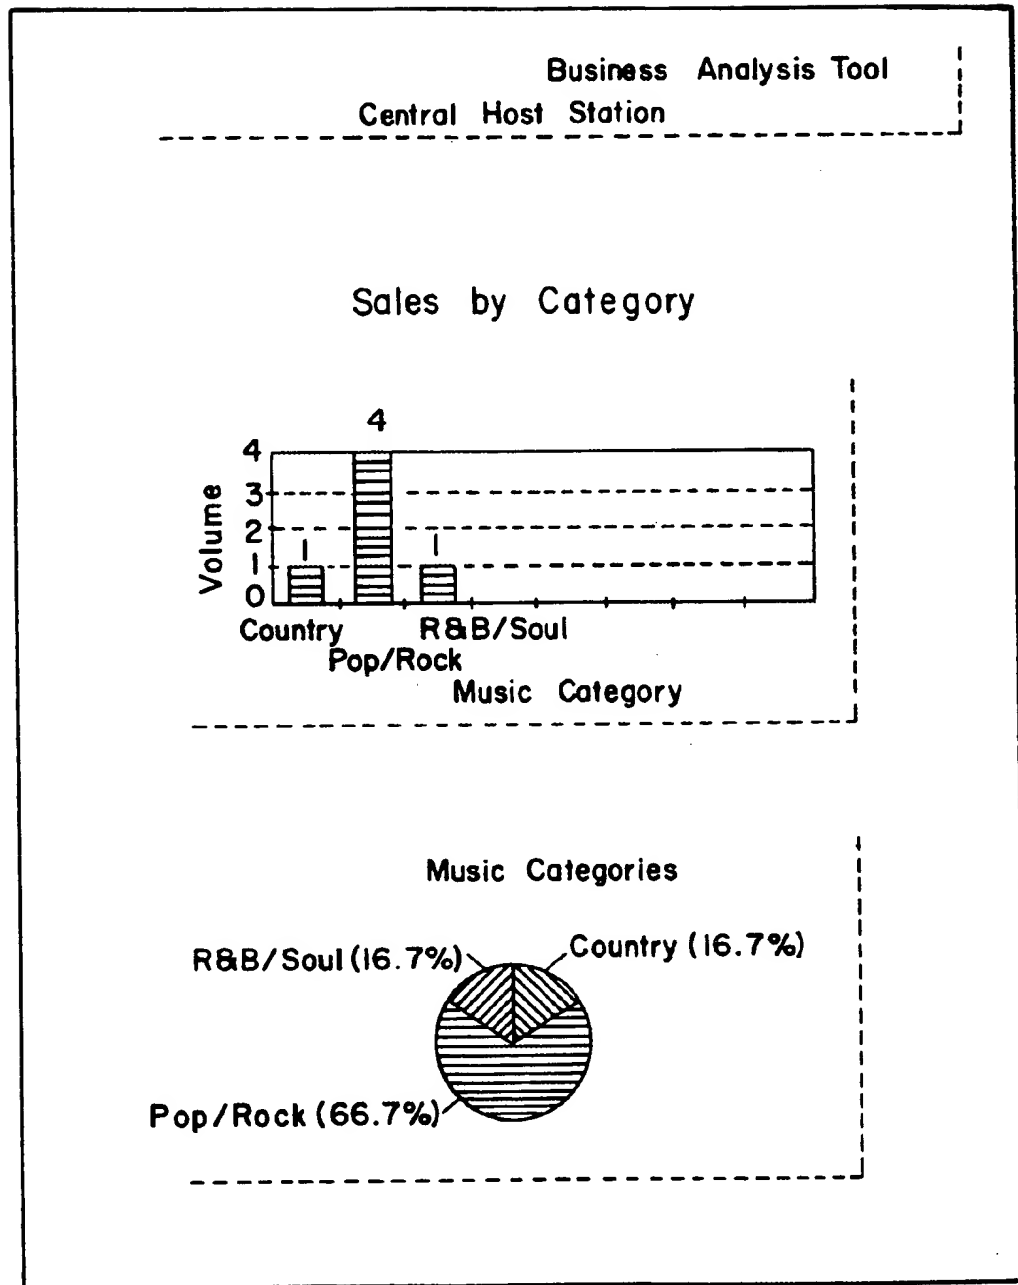 Business Analysis Tool
Central Host Station
Sales by Category
4
4
3
2
1
0
1
1
Volume
Country
R&B/Soul
Pop/Rock
Music Category
Music Categories
R&B/Soul (16.7%)
Country (16.7%)
Pop/Rock (66.7%)